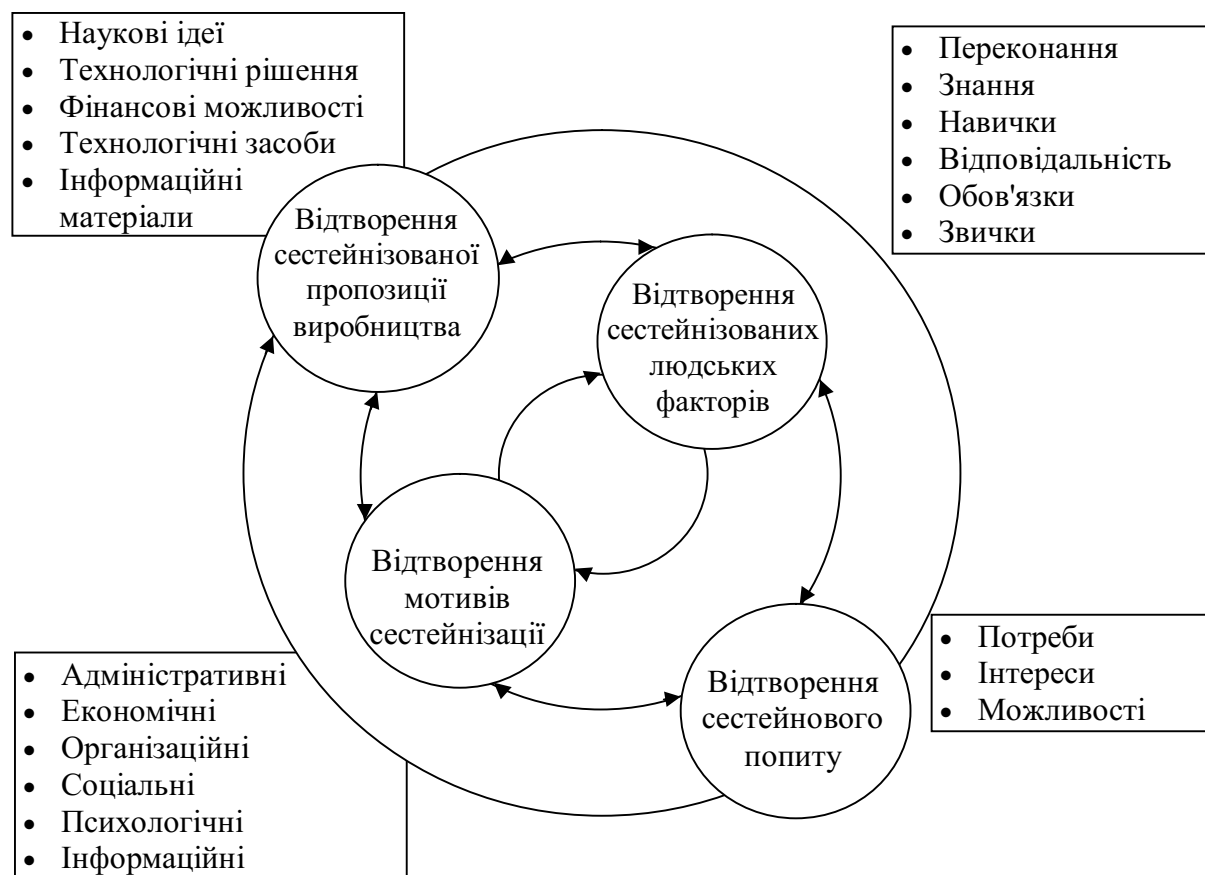 • Наукові ідеї
• Технологічні рішення
• Фінансові можливості
• Технологічні засоби
• Інформаційні
матеріали
• Переконання
• Знання
• Навички
• Відповідальність
• Обов'язки
• Звички
Відтворення
сестейнізованої
пропозиції
виробництва
Відтворення
сестейнізованих
людських
факторів
Відтворення
мотивів
сестейнізації
Відтворення
сестейнового
попиту
• Адміністративні
• Економічні
• Організаційні
• Соціальні
• Психологічні
• Інформаційні
• Потреби
• Інтереси
• Можливості